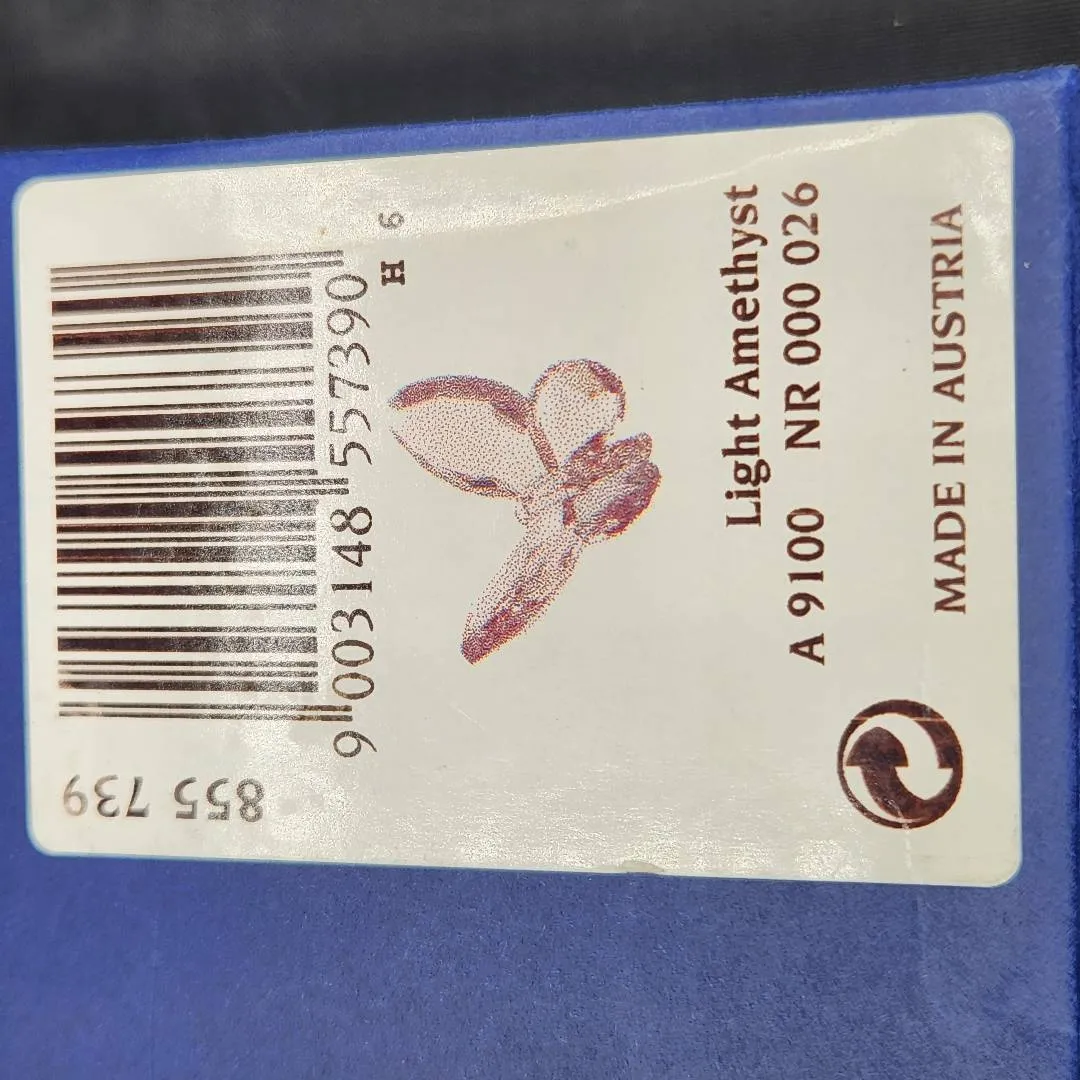 855 739
9 003148 557390
H 6
Light Amethyst
A 9100 NR 000 026
MADE IN AUSTRIA